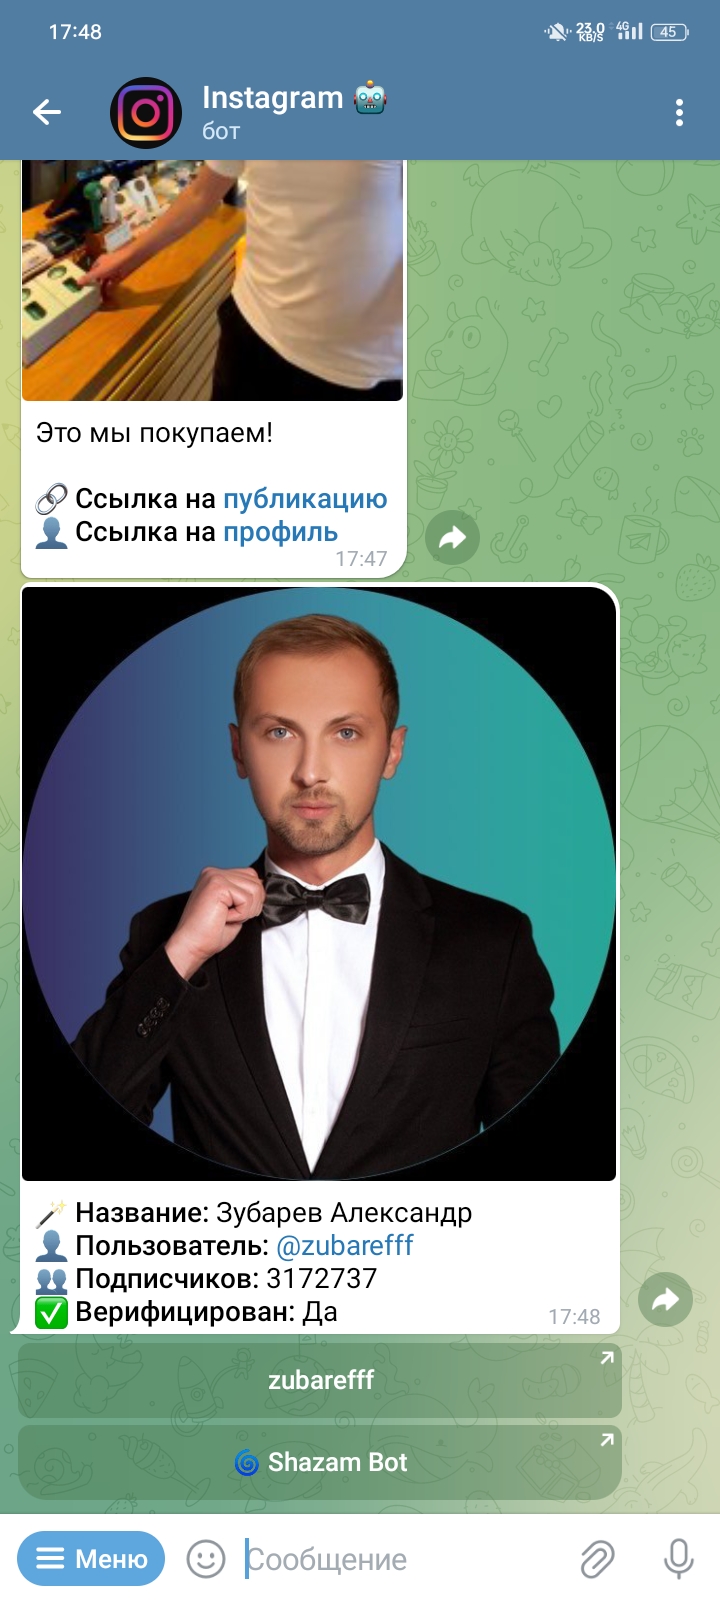 17:48
23,0
KB/S
4G
45
Instagram 🤖
бот
Это мы покупаем!
🔗 Ссылка на публикацию
👤 Ссылка на профиль
17:47
🪄 Название: Зубарев Александр
👤 Пользователь: @zubarefff
👥 Подписчиков: 3172737
✅ Верифицирован: Да
17:48
zubarefff
🌀 Shazam Bot
Меню
Сообщение